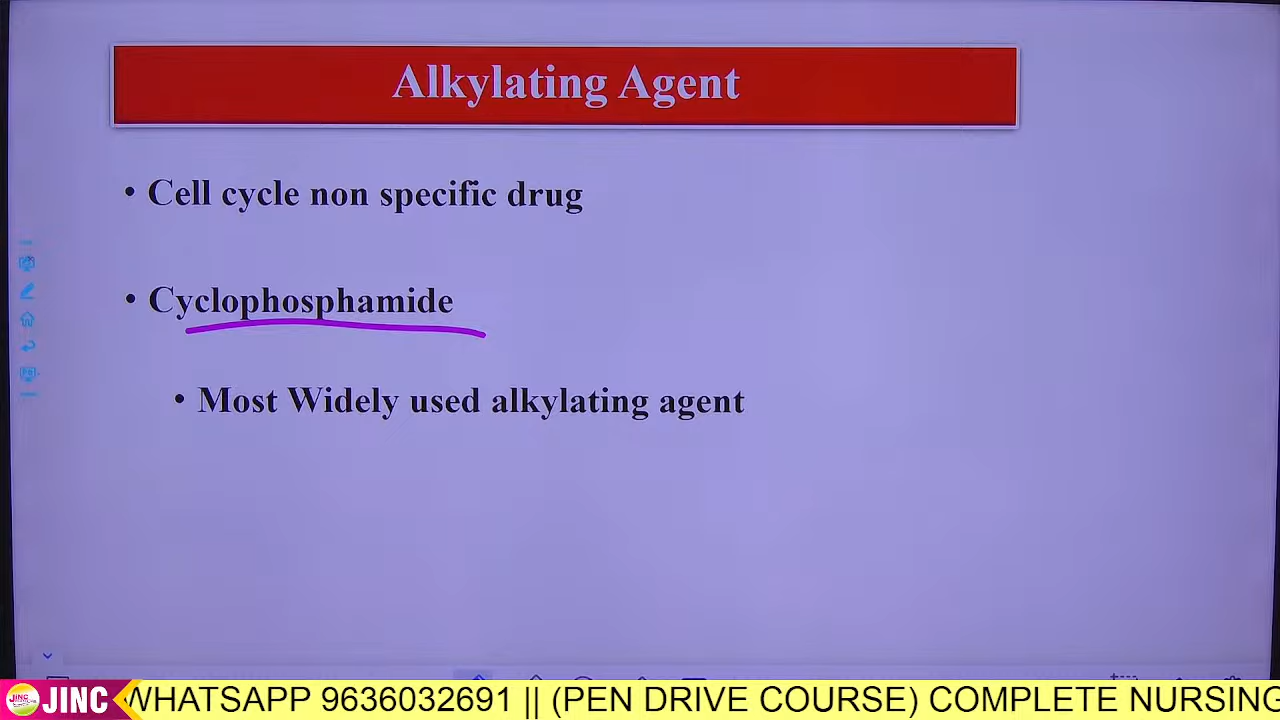 Alkylating Agent
• Cell cycle non specific drug
• Cyclophosphamide
• Most Widely used alkylating agent
JINC WHATSAPP 9636032691 || (PEN DRIVE COURSE) COMPLETE NURSING